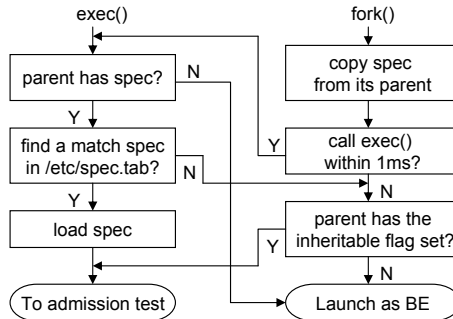 exec()
fork()
parent has spec?
N
copy spec
from its parent
Y
find a match spec
in /etc/spec.tab?
N
Y
call exec()
within 1ms?
Y
N
load spec
parent has the
inheritable flag set?
Y
N
To admission test
Launch as BE